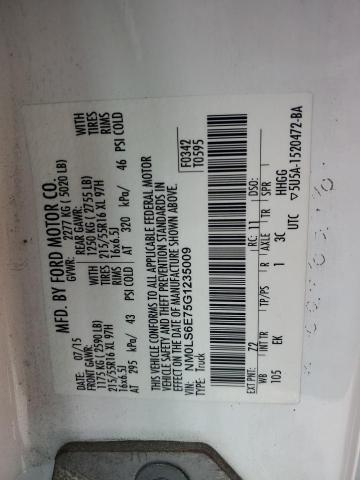 MFD. BY FORD MOTOR CO.
DATE: 07/15 GVWR: 2277 KG ( 5020 LB)
FRONT GAWR: REAR GAWR:
1175 KG ( 2590 LB) WITH 1250 KG ( 2755 LB) WITH
215/55R16 XL 97H TIRES 215/55R16 XL 97H TIRES
16x6.5J RIMS 16x6.5J RIMS
AT 295 kPa/ 43 PSI COLD AT 320 kPa/ 46 PSI COLD
THIS VEHICLE CONFORMS TO ALL APPLICABLE FEDERAL MOTOR
VEHICLE SAFETY AND THEFT PREVENTION STANDARDS IN
EFFECT ON THE DATE OF MANUFACTURE SHOWN ABOVE.
VIN: NM0LS6E75G1235009
TYPE: Truck
F0342
T0595
EXT PNT: 72 RC: 11 DSO:
WB INT TR TP/PS R AXLE TR SPR
105 EK 1 3C HHGG
UTC 5U5A-1520472-BA